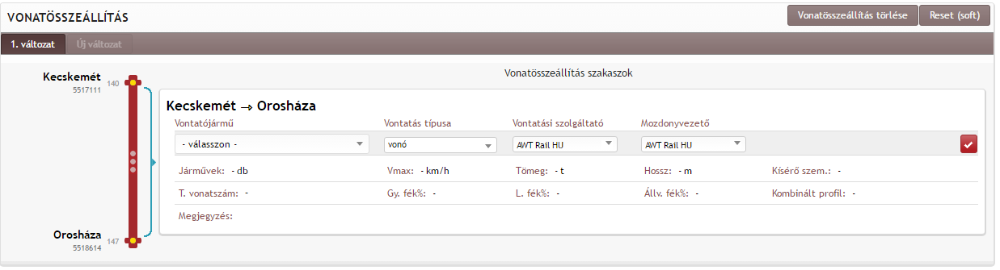 VONATÖSSZEÁLLÍTÁS
Vonatösszeállítás törlése
Reset (soft)
1. változat
Új változat
Vonatösszeállítás szakaszok
Kecskemét
5517111
140
Kecskemét → Orosháza
Vontatójármű Vontatás típusa Vontatási szolgáltató Mozdonyvezető
- válasszon - vonó AWT Rail HU AWT Rail HU
Járművek: - db Vmax: - km/h Tömeg: - t Hossz: - m Kísérő szem.: -
T. vonatszám: - Gy. fék%: - L. fék%: - Állv. fék%: - Kombinált profil: -
Megjegyzés:
Orosháza
5518614
147